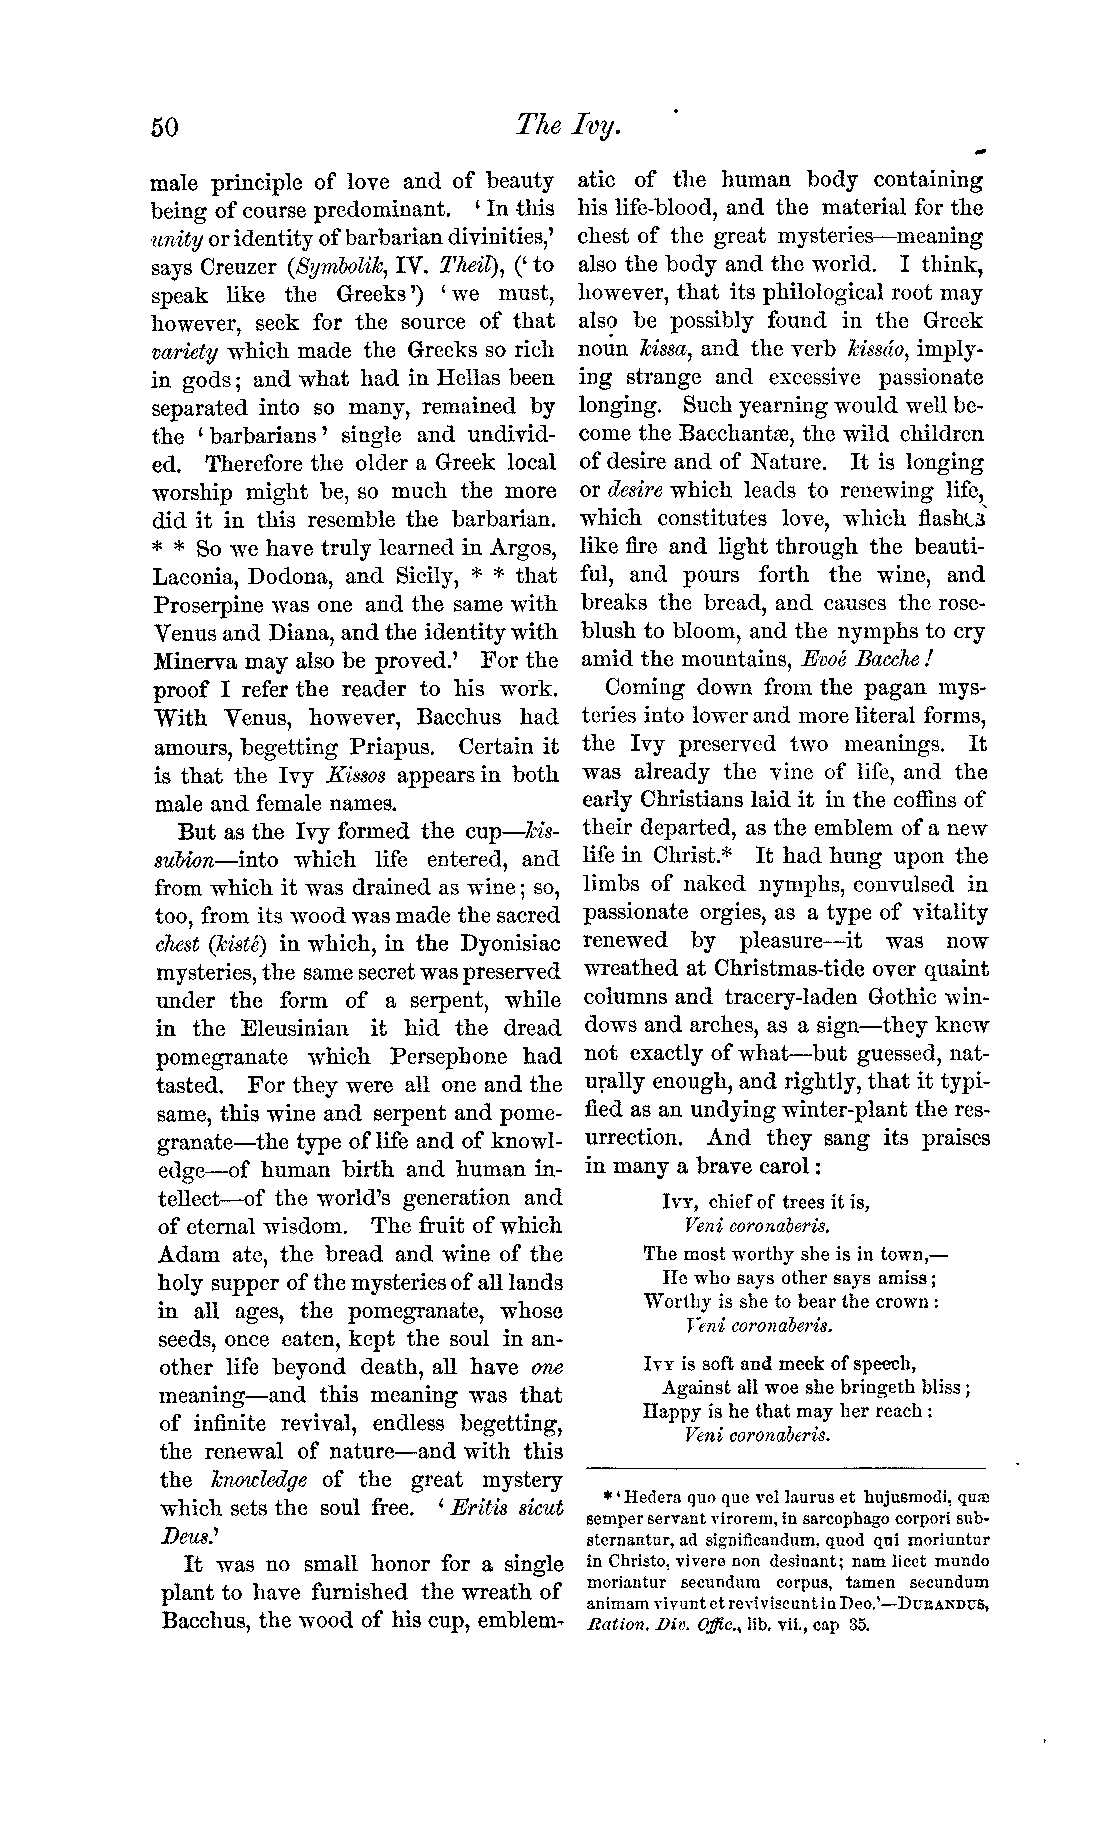 50 The Ivy.
male principle of love and of beauty
being of course predominant. ‘In this
unity or identity of barbarian divinities,’
says Creuzer (Symbolik, IV. Theil), (‘to
speak like the Greeks’) ‘we must,
however, seek for the source of that
variety which made the Greeks so rich
in gods; and what had in Hellas been
separated into so many, remained by
the ‘barbarians’ single and undivid-
ed. Therefore the older a Greek local
worship might be, so much the more
did it in this resemble the barbarian.
* * So we have truly learned in Argos,
Laconia, Dodona, and Sicily, * * that
Proserpine was one and the same with
Venus and Diana, and the identity with
Minerva may also be proved.’ For the
proof I refer the reader to his work.
With Venus, however, Bacchus had
amours, begetting Priapus. Certain it
is that the Ivy Kissos appears in both
male and female names.
But as the Ivy formed the cup—kis-
subion—into which life entered, and
from which it was drained as wine; so,
too, from its wood was made the sacred
chest (kistê) in which, in the Dyonisiac
mysteries, the same secret was preserved
under the form of a serpent, while
in the Eleusinian it hid the dread
pomegranate which Persephone had
tasted. For they were all one and the
same, this wine and serpent and pome-
granate—the type of life and of knowl-
edge—of human birth and human in-
tellect—of the world's generation and
of eternal wisdom. The fruit of which
Adam ate, the bread and wine of the
holy supper of the mysteries of all lands
in all ages, the pomegranate, whose
seeds, once eaten, kept the soul in an-
other life beyond death, all have one
meaning—and this meaning was that
of infinite revival, endless begetting,
the renewal of nature—and with this
the knowledge of the great mystery
which sets the soul free. ‘Eritis sicut
Deus.’
It was no small honor for a single
plant to have furnished the wreath of
Bacchus, the wood of his cup, emblem-
atic of the human body containing
his life-blood, and the material for the
chest of the great mysteries—meaning
also the body and the world. I think,
however, that its philological root may
also be possibly found in the Greek
noun kissa, and the verb kissáo, imply-
ing strange and excessive passionate
longing. Such yearning would well be-
come the Bacchantæ, the wild children
of desire and of Nature. It is longing
or desire which leads to renewing life,
which constitutes love, which flashes
like fire and light through the beauti-
ful, and pours forth the wine, and
breaks the bread, and causes the rose-
blush to bloom, and the nymphs to cry
amid the mountains, Evoé Bacche!
Coming down from the pagan mys-
teries into lower and more literal forms,
the Ivy preserved two meanings. It
was already the vine of life, and the
early Christians laid it in the coffins of
their departed, as the emblem of a new
life in Christ.* It had hung upon the
limbs of naked nymphs, convulsed in
passionate orgies, as a type of vitality
renewed by pleasure—it was now
wreathed at Christmas-tide over quaint
columns and tracery-laden Gothic win-
dows and arches, as a sign—they knew
not exactly of what—but guessed, nat-
urally enough, and rightly, that it typi-
fied as an undying winter-plant the res-
urrection. And they sang its praises
in many a brave carol:
IVY, chief of trees it is,
Veni coronaberis.
The most worthy she is in town,—
He who says other says amiss;
Worthy is she to bear the crown:
Veni coronaberis.
IVY is soft and meek of speech,
Against all woe she bringeth bliss;
Happy is he that may her reach:
Veni coronaberis.
* ‘Hedera quo que vel laurus et hujusmodi, quæ
semper servant virorem, in sarcophago corpori sub-
sternantur, ad significandum, quod qui moriuntur
in Christo, vivere non desinant; nam licet mundo
moriantur secundum corpus, tamen secundum
animam vivunt et reviviscunt in Deo.’—DURANDUS,
Ration. Div. Offic., lib. vii., cap 35.